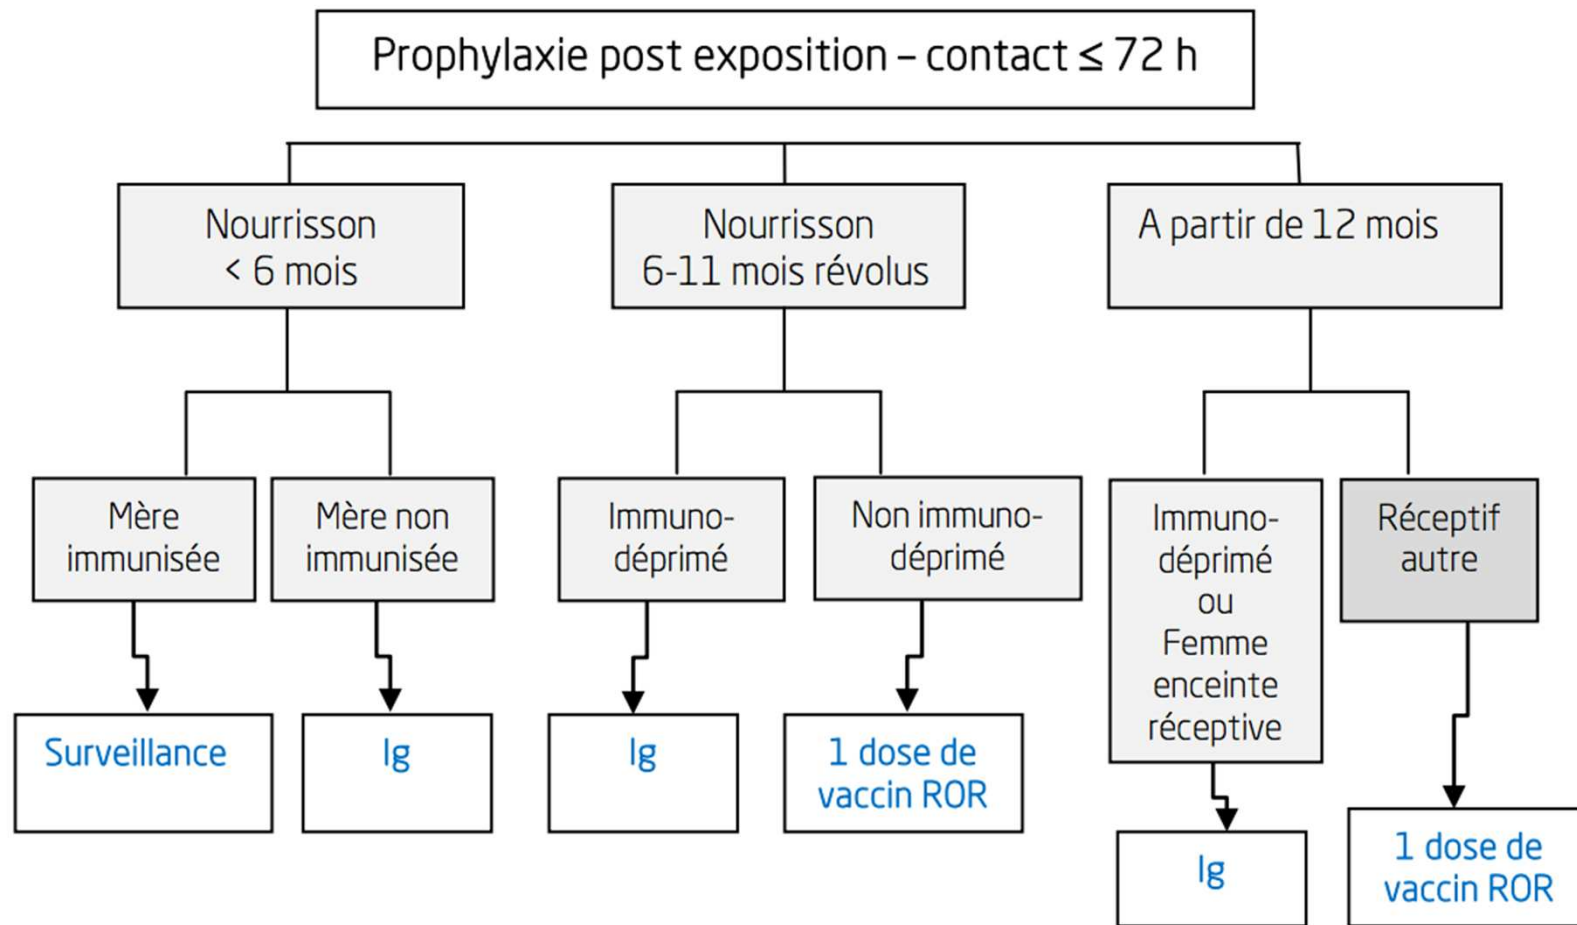 Prophylaxie post exposition – contact ≤ 72 h
Nourrisson
< 6 mois
Nourrisson
6-11 mois révolus
A partir de 12 mois
Mère
immunisée
Mère non
immunisée
Immuno-
déprimé
Non immuno-
déprimé
Immuno-
déprimé
ou
Femme
enceinte
réceptive
Réceptif
autre
Surveillance
Ig
Ig
1 dose de
vaccin ROR
Ig
1 dose de
vaccin ROR